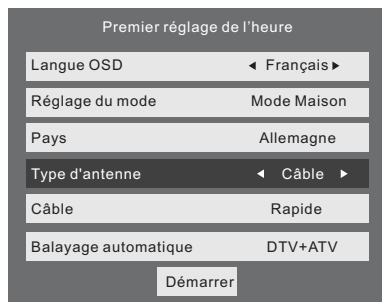 Premier réglage de l'heure
Langue OSD ◄ Français ►
Réglage du mode Mode Maison
Pays Allemagne
Type d'antenne ◄ Câble ►
Câble Rapide
Balayage automatique DTV+ATV
Démarrer